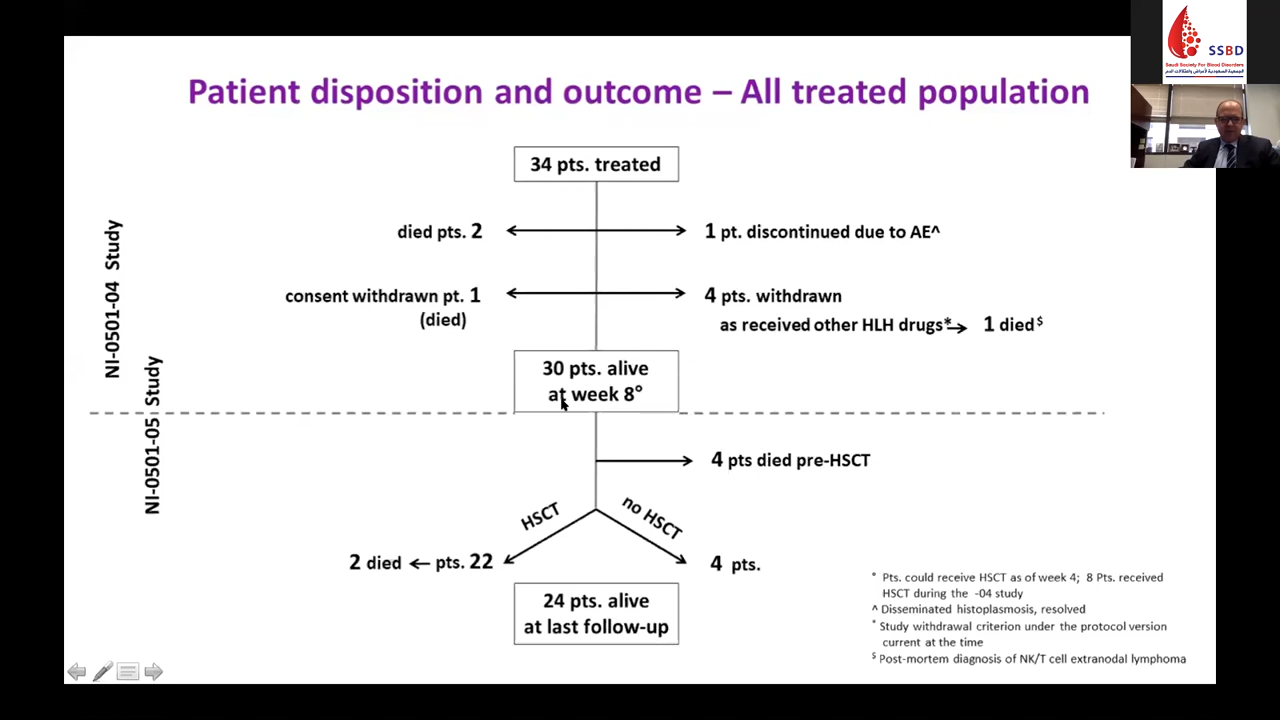 SSBD
Saudi Society For Blood Disorders
Patient disposition and outcome – All treated population
34 pts. treated
NI-0501-04 Study
died pts. 2
1 pt. discontinued due to AE^
consent withdrawn pt. 1
(died)
4 pts. withdrawn
as received other HLH drugs*
1 died$
30 pts. alive
at week 8°
NI-0501-05 Study
4 pts died pre-HSCT
HSCT
no HSCT
2 died ← pts. 22
4 pts.
24 pts. alive
at last follow-up
* Pts. could receive HSCT as of week 4; 8 Pts. received
HSCT during the -04 study
^ Disseminated histoplasmosis, resolved
* Study withdrawal criterion under the protocol version
current at the time
$ Post-mortem diagnosis of NK/T cell extranodal lymphoma